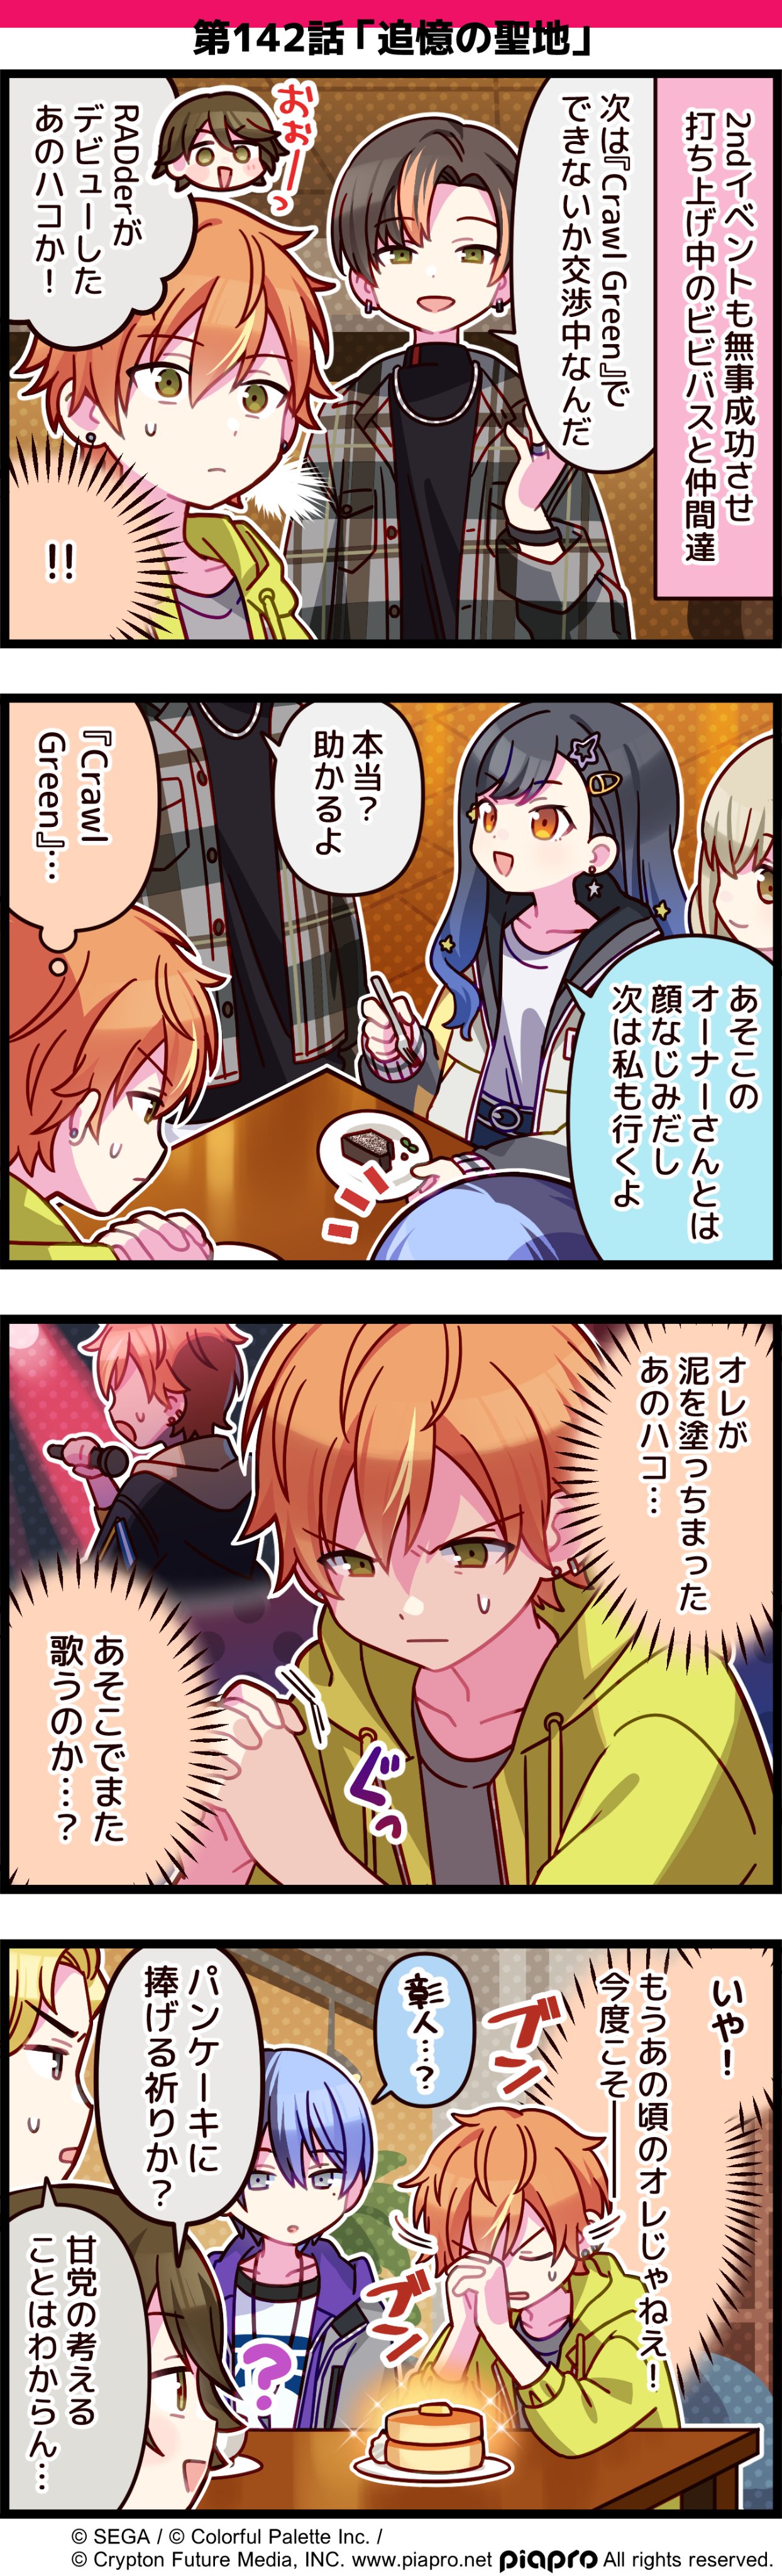 第142話「追憶の聖地」
2ndイベントも無事成功させ
打ち上げ中のビビバスと仲間達
次は『Crawl Green』で
できないか交渉中なんだ
おぉーっ
RADderが
デビューした
あのハコか！
!!
本当？
助かるよ
『Crawl
Green』…
あそこの
オーナーさんとは
顔なじみだし
次は私も行くよ
オレが
泥を塗っちまった
あのハコ…
ぐっ
あそこでまた
歌うのか…？
いや！
もうあの頃のオレじゃねえ！
今度こそ――
ブン
彰人…？
ブン
パンケーキに
捧げる祈りか？
?
甘党の考える
ことはわからん…
© SEGA / © Colorful Palette Inc. /
© Crypton Future Media, INC. www.piapro.net piapro All rights reserved.